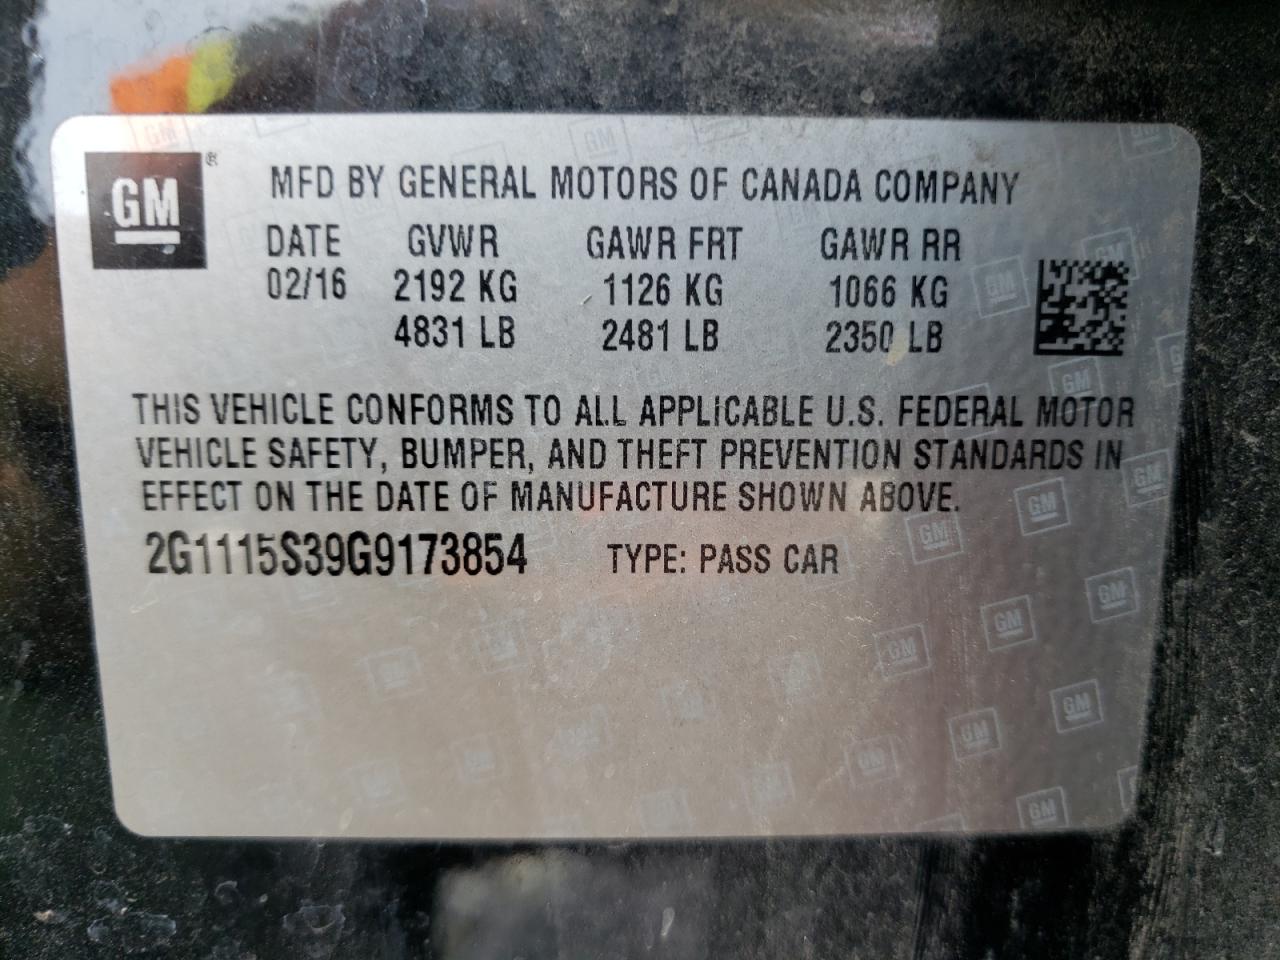 GM ®
MFD BY GENERAL MOTORS OF CANADA COMPANY
DATE GVWR GAWR FRT GAWR RR
02/16 2192 KG 1126 KG 1066 KG
4831 LB 2481 LB 2350 LB
THIS VEHICLE CONFORMS TO ALL APPLICABLE U.S. FEDERAL MOTOR
VEHICLE SAFETY, BUMPER, AND THEFT PREVENTION STANDARDS IN
EFFECT ON THE DATE OF MANUFACTURE SHOWN ABOVE.
2G1115S39G9173854 TYPE: PASS CAR